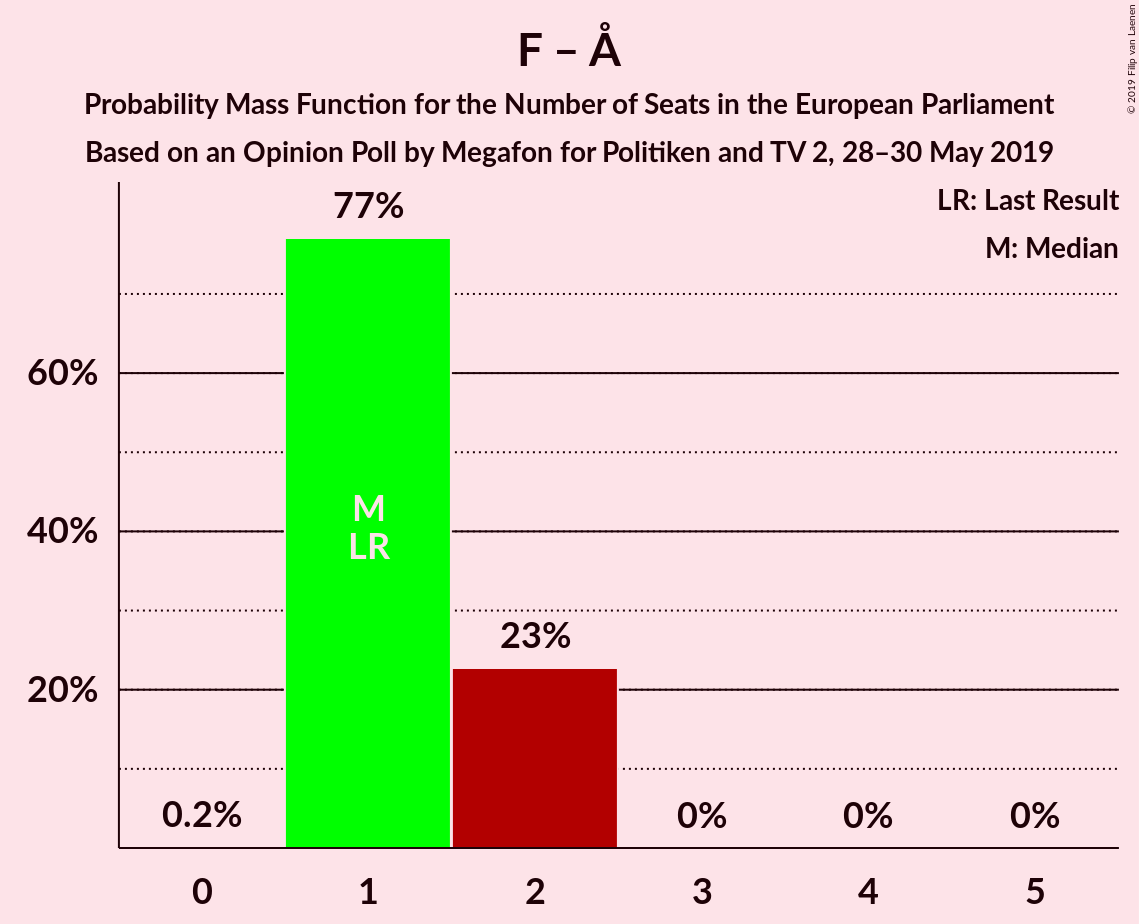 F – Å
Probability Mass Function for the Number of Seats in the European Parliament
Based on an Opinion Poll by Megafon for Politiken and TV 2, 28–30 May 2019
© 2019 Filip van Laenen
LR: Last Result
M: Median
77%
60%
M
40%
LR
23%
20%
0.2%
0%
0%
0%
0
1
2
3
4
5